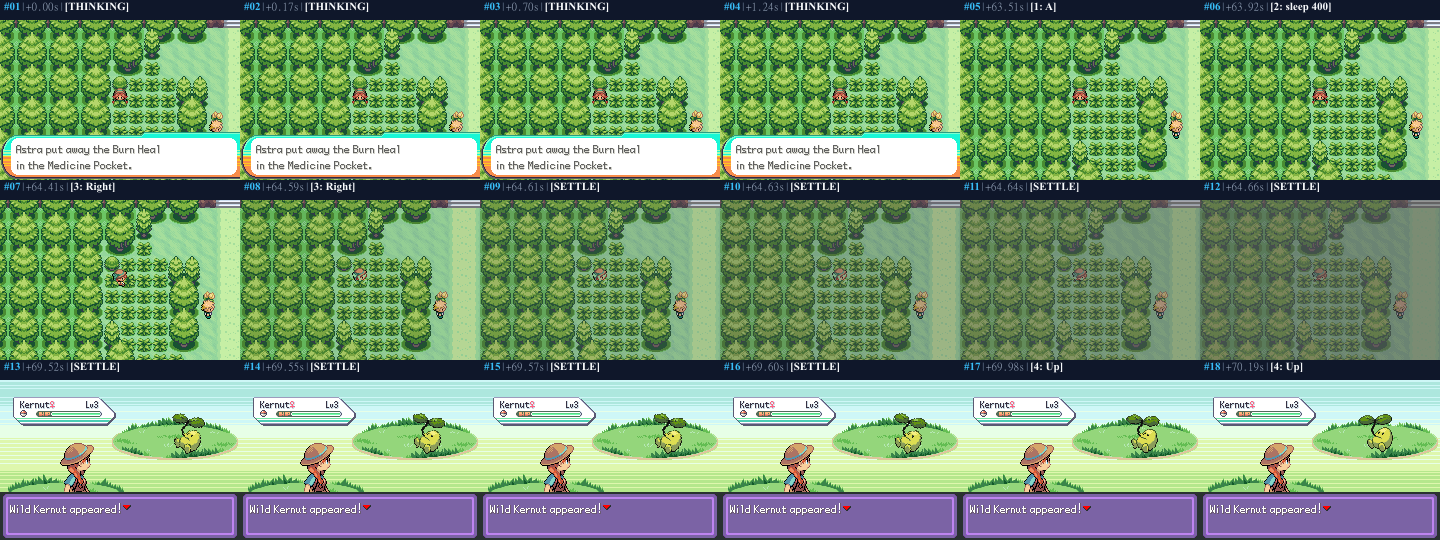 #01|+0.00s|[THINKING]
#02|+0.17s|[THINKING]
#03|+0.70s|[THINKING]
#04|+1.24s|[THINKING]
#05|+63.51s|[1: A]
#06|+63.92s|[2: sleep 400]
Astra put away the Burn Heal
in the Medicine Pocket.
Astra put away the Burn Heal
in the Medicine Pocket.
Astra put away the Burn Heal
in the Medicine Pocket.
Astra put away the Burn Heal
in the Medicine Pocket.
#07|+64.41s|[3: Right]
#08|+64.59s|[3: Right]
#09|+64.61s|[SETTLE]
#10|+64.63s|[SETTLE]
#11|+64.64s|[SETTLE]
#12|+64.66s|[SETTLE]
#13|+69.52s|[SETTLE]
#14|+69.55s|[SETTLE]
#15|+69.57s|[SETTLE]
#16|+69.60s|[SETTLE]
#17|+69.98s|[4: Up]
#18|+70.19s|[4: Up]
Kernut♀ Lv3
Kernut♀ Lv3
Kernut♀ Lv3
Kernut♀ Lv3
Kernut♀ Lv3
Kernut♀ Lv3
Wild Kernut appeared!
Wild Kernut appeared!
Wild Kernut appeared!
Wild Kernut appeared!
Wild Kernut appeared!
Wild Kernut appeared!